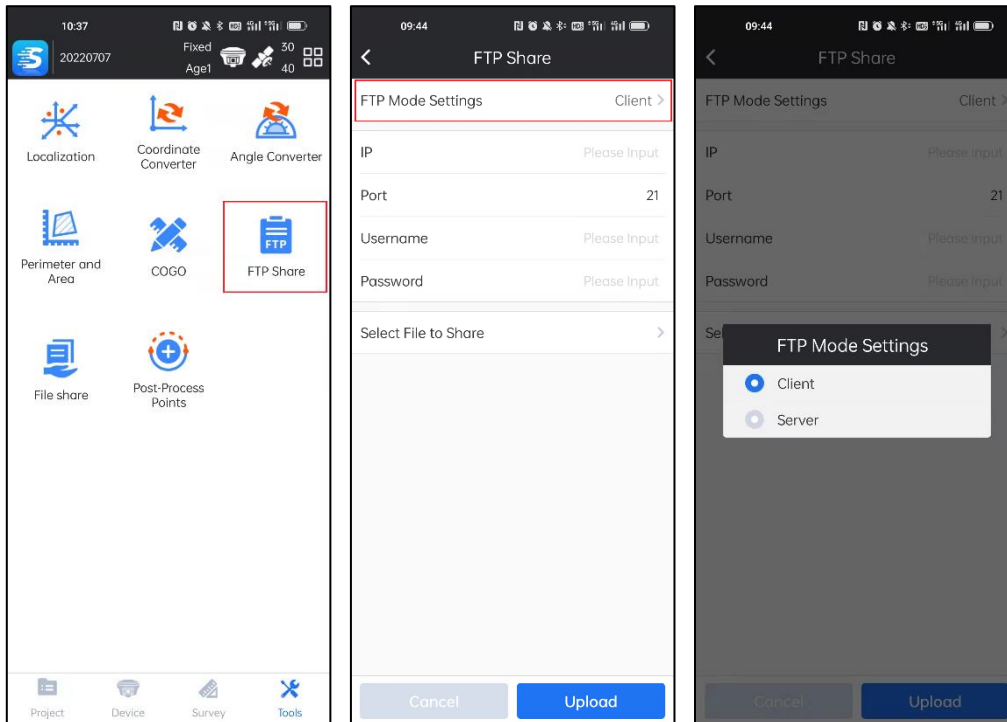 10:37
20220707
Fixed
Age1
30
40
Localization
Coordinate
Converter
Angle Converter
Perimeter and
Area
COGO
FTP
FTP Share
File share
Post-Process
Points
Project
Device
Survey
Tools
09:44
FTP Share
FTP Mode Settings
Client
IP
Please Input
Port
21
Username
Please Input
Password
Please Input
Select File to Share
Cancel
Upload
09:44
FTP Share
FTP Mode Settings
Client
IP
Please Input
Port
21
Username
Please Input
Password
Please Input
Sel
FTP Mode Settings
Client
Server
Cancel
Upload